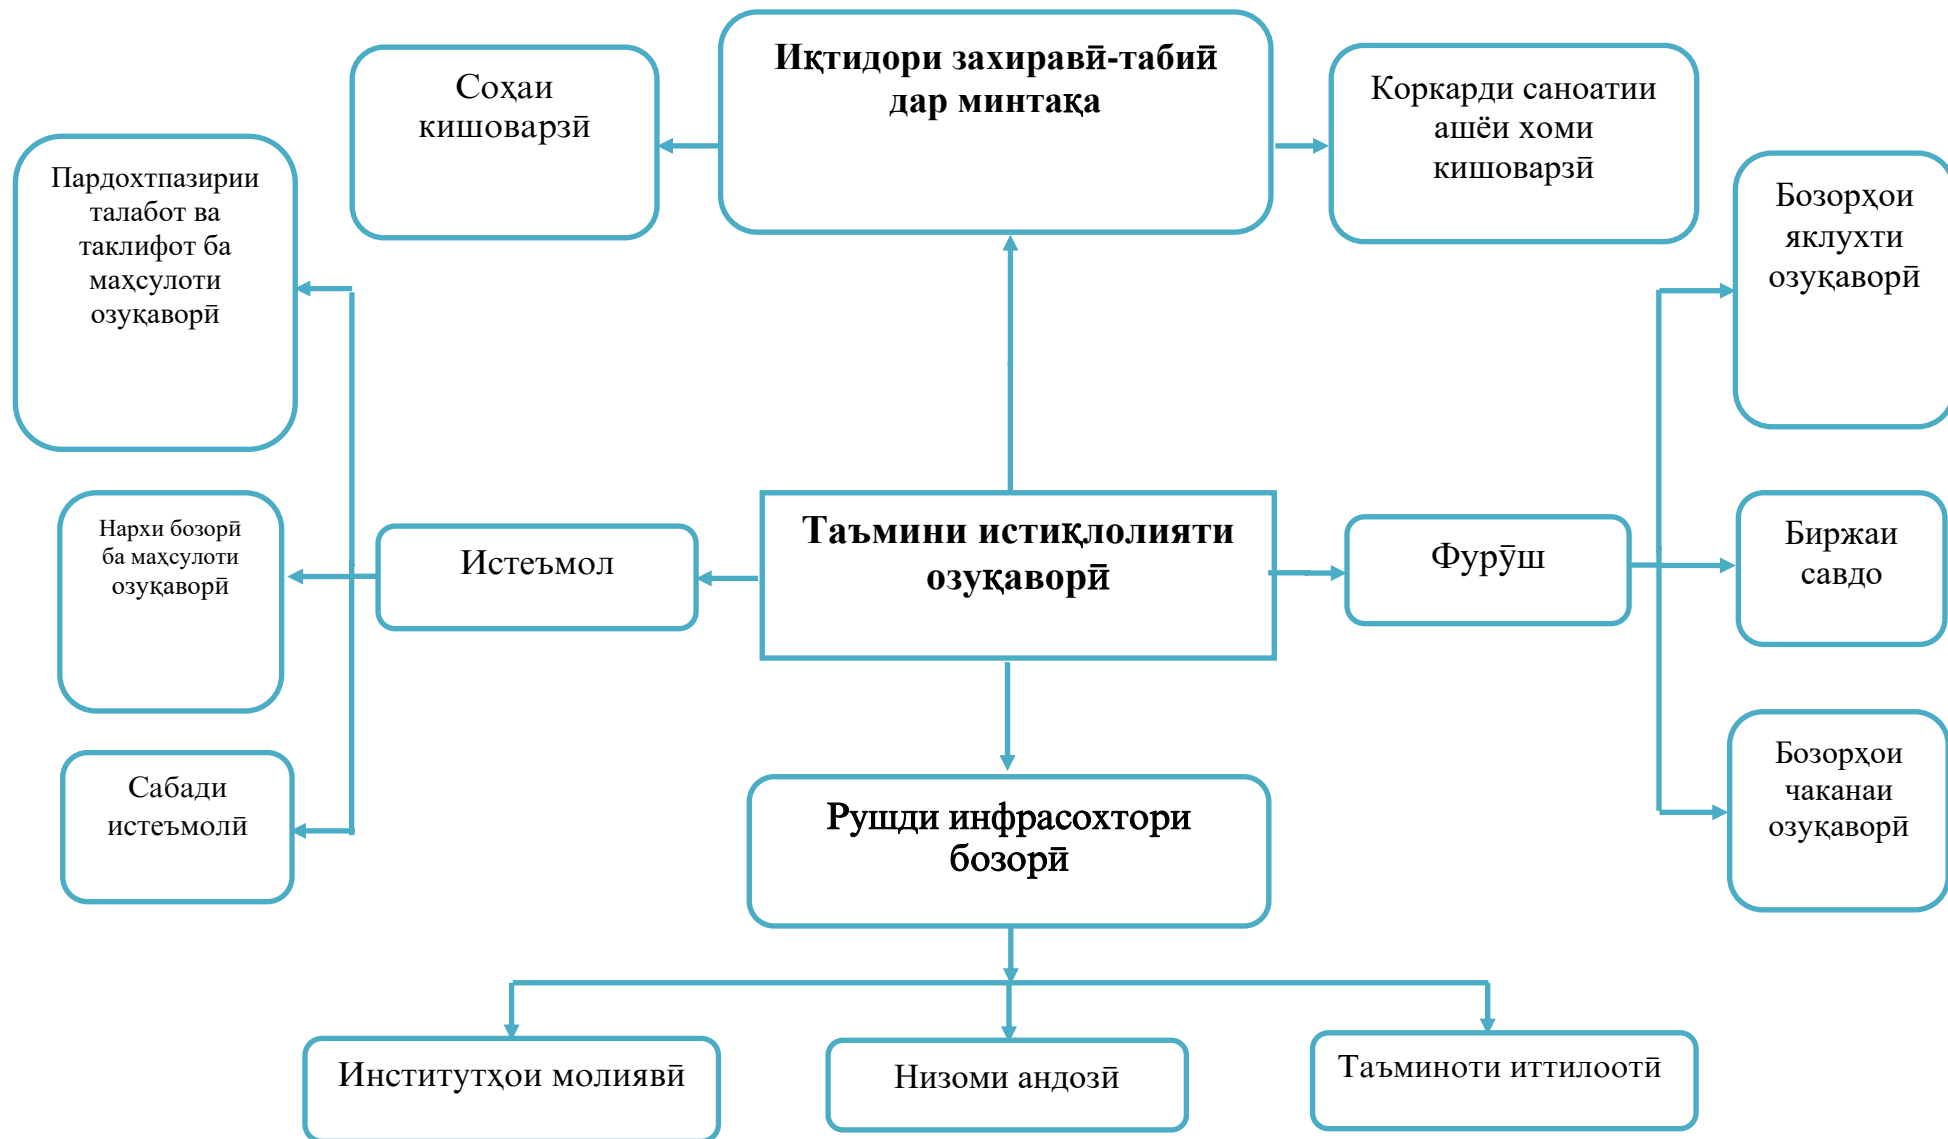 Иқтидори захиравӣ-табиӣ
дар минтақа
Соҳаи
кишоварзӣ
Коркарди саноатии
ашёи хоми
кишоварзӣ
Пардохтпазирии
талабот ва
таклифот ба
маҳсулоти
озуқаворӣ
Бозорҳои
яклухти
озуқаворӣ
Нархи бозорӣ
ба маҳсулоти
озуқаворӣ
Истеъмол
Таъмини истиқлолияти
озуқаворӣ
Фурӯш
Биржаи
савдо
Сабади
истеъмолӣ
Рушди инфрасохтори
бозорӣ
Бозорҳои
чаканаи
озуқаворӣ
Институтҳои молиявӣ
Низоми андозӣ
Таъминоти иттилоотӣ